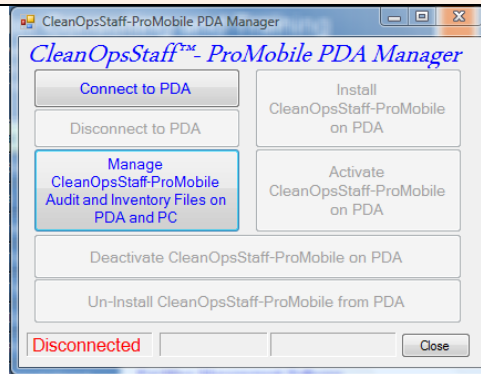 CleanOpsStaff-ProMobile PDA Manager
CleanOpsStaff™- ProMobile PDA Manager
Connect to PDA
Disconnect to PDA
Manage
CleanOpsStaff-ProMobile
Audit and Inventory Files on
PDA and PC
Install
CleanOpsStaff-ProMobile
on PDA
Activate
CleanOpsStaff-ProMobile
on PDA
Deactivate CleanOpsStaff-ProMobile on PDA
Un-Install CleanOpsStaff-ProMobile from PDA
Disconnected
Close